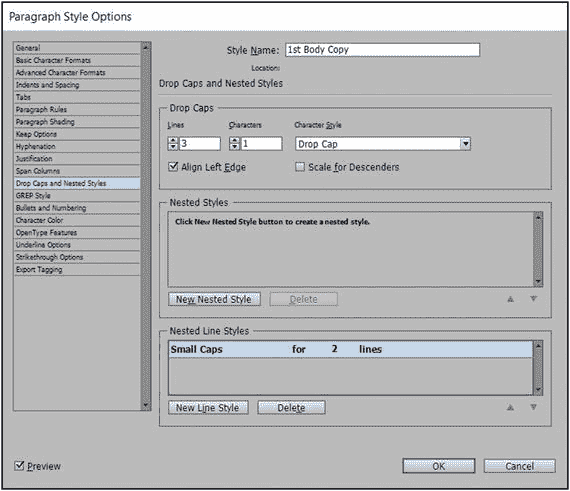 Paragraph Style Options
General
Basic Character Formats
Advanced Character Formats
Indents and Spacing
Tabs
Paragraph Rules
Paragraph Shading
Keep Options
Hyphenation
Justification
Span Columns
Drop Caps and Nested Styles
GREP Style
Bullets and Numbering
Character Color
OpenType Features
Underline Options
Strikethrough Options
Export Tagging
Style Name: 1st Body Copy
Location:
Drop Caps and Nested Styles
Drop Caps
Lines Characters Character Style
3 1 Drop Cap
Align Left Edge Scale for Descenders
Nested Styles
Click New Nested Style button to create a nested style.
New Nested Style Delete
Nested Line Styles
Small Caps for 2 lines
New Line Style Delete
Preview OK Cancel